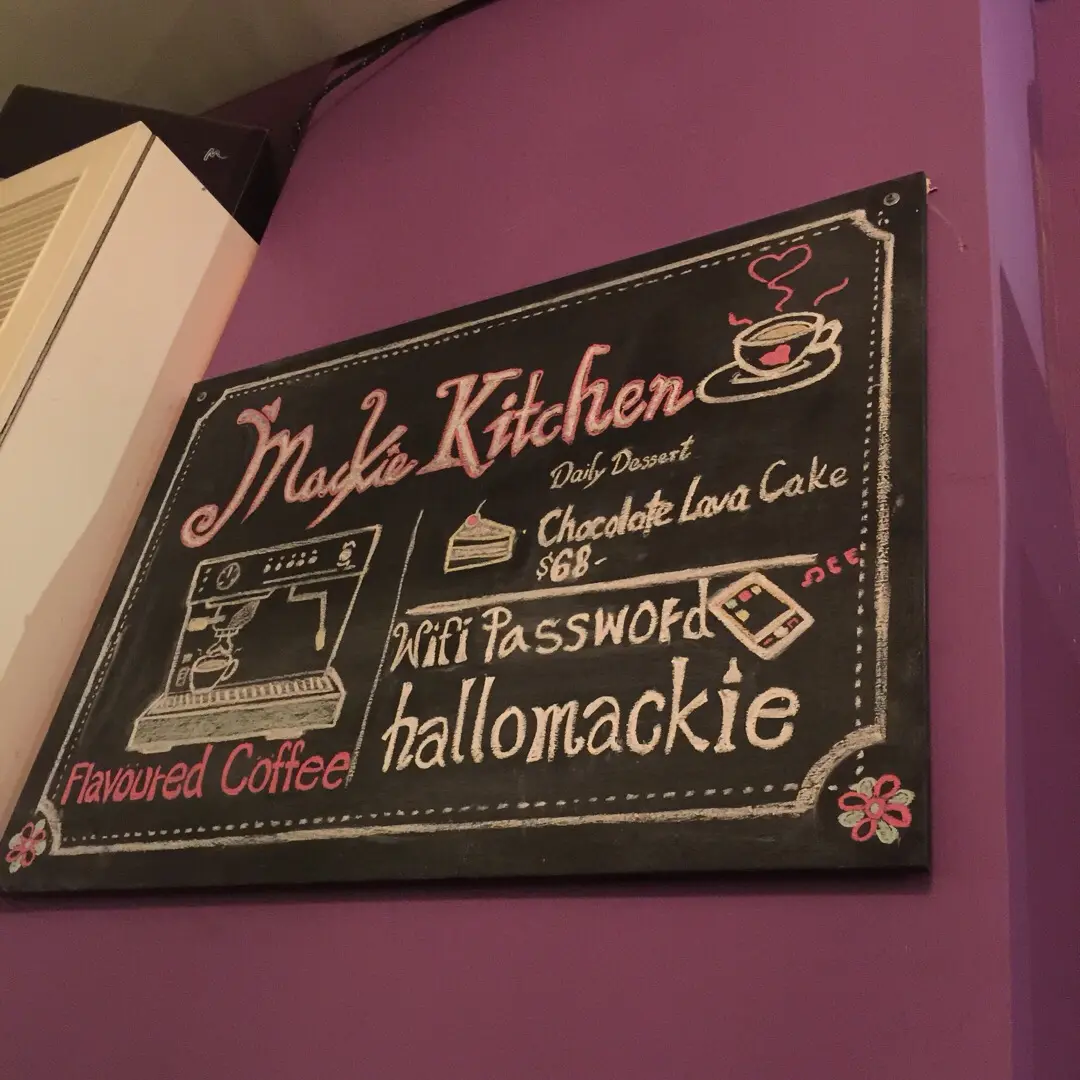 Mackie Kitchen
Daily Dessert
Chocolate Lava Cake
$68-
Wifi Password
hallomackie
Flavoured Coffee